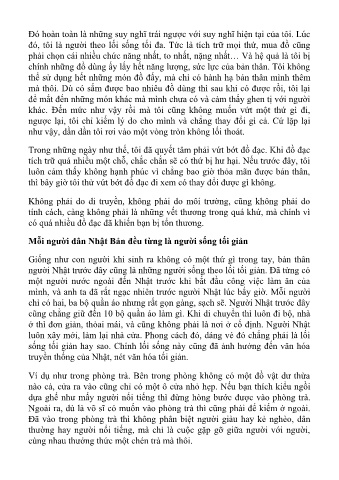 Đó hoàn toàn là những suy nghĩ trái ngược với suy nghĩ hiện tại của tôi. Lúc
đó, tôi là người theo lối sống tối đa. Tức là tích trữ mọi thứ, mua đồ cũng
phải chọn cái nhiều chức năng nhất, to nhất, nặng nhất… Và hệ quả là tôi bị
chính những đồ dùng ấy lấy hết năng lượng, sức lực của bản thân. Tôi không
thể sử dụng hết những món đồ đấy, mà chỉ có hành hạ bản thân mình thêm
mà thôi. Dù có sắm được bao nhiêu đồ dùng thì sau khi có được rồi, tôi lại
để mắt đến những món khác mà mình chưa có và cảm thấy ghen tị với người
khác. Đến mức như vậy rồi mà tôi cũng không muốn vứt một thứ gì đi,
ngược lại, tôi chỉ kiếm lý do cho mình và chẳng thay đổi gì cả. Cứ lặp lại
như vậy, dần dần tôi rơi vào một vòng tròn không lối thoát.
Trong những ngày như thế, tôi đã quyết tâm phải vứt bớt đồ đạc. Khi đồ đạc
tích trữ quá nhiều một chỗ, chắc chắn sẽ có thứ bị hư hại. Nếu trước đây, tôi
luôn cảm thấy không hạnh phúc vì chẳng bao giờ thỏa mãn được bản thân,
thì bây giờ tôi thử vứt bớt đồ đạc đi xem có thay đổi được gì không.
Không phải do di truyền, không phải do môi trường, cũng không phải do
tính cách, càng không phải là những vết thương trong quá khứ, mà chính vì
có quá nhiều đồ đạc đã khiến bạn bị tổn thương.
Mỗi người dân Nhật Bản đều từng là người sống tối giản
Giống như con người khi sinh ra không có một thứ gì trong tay, bản thân
người Nhật trước đây cũng là những người sống theo lối tối giản. Đã từng có
một người nước ngoài đến Nhật trước khi bắt đầu công việc làm ăn của
mình, và anh ta đã rất ngạc nhiên trước người Nhật lúc bấy giờ. Mỗi người
chỉ có hai, ba bộ quần áo nhưng rất gọn gàng, sạch sẽ. Người Nhật trước đây
cũng chẳng giữ đến 10 bộ quần áo làm gì. Khi di chuyển thì luôn đi bộ, nhà
ở thì đơn giản, thoải mái, và cũng không phải là nơi ở cố định. Người Nhật
luôn xây mới, làm lại nhà cửa. Phong cách đó, dáng vẻ đó chẳng phải là lối
sống tối giản hay sao. Chính lối sống này cũng đã ảnh hưởng đến văn hóa
truyền thống của Nhật, nét văn hóa tối giản.
Ví dụ như trong phòng trà. Bên trong phòng không có một đồ vật dư thừa
nào cả, cửa ra vào cũng chỉ có một ô cửa nhỏ hẹp. Nếu bạn thích kiểu ngồi
dựa ghế như mấy người nổi tiếng thì đừng hòng bước được vào phòng trà.
Ngoài ra, dù là võ sĩ có muốn vào phòng trà thì cũng phải để kiếm ở ngoài.
Đã vào trong phòng trà thì không phân biệt người giàu hay kẻ nghèo, dân
thường hay người nổi tiếng, mà chỉ là cuộc gặp gỡ giữa người với người,
cùng nhau thưởng thức một chén trà mà thôi.